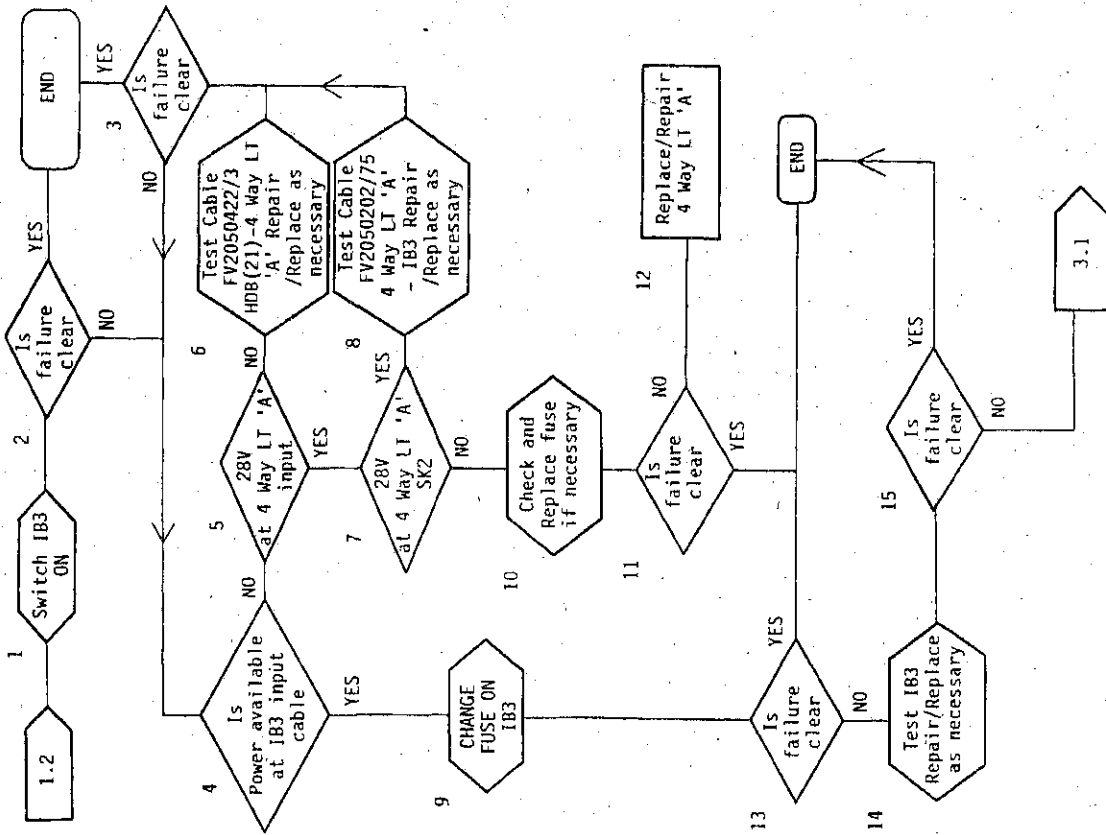 1.2
1
Switch IB3
ON
2
Is
failure
clear
YES
NO
END
3
Is
failure
clear
YES
NO
4
Is
Power available
at IB3 input
cable
NO
YES
5
28V
at 4 Way LT 'A'
input
NO
YES
6
Test Cable
FV2050422/3
HDB(21)-4 Way LT
'A' Repair
/Replace as
necessary
7
28V
at 4 Way LT 'A'
SK2
YES
NO
8
Test Cable
FV2050202/75
4 Way LT 'A'
- IB3 Repair
/Replace as
necessary
9
CHANGE
FUSE ON
IB3
10
Check and
Replace fuse
if necessary
11
Is
failure
clear
NO
YES
12
Replace/Repair
4 Way LT 'A'
13
Is
failure
clear
YES
NO
END
14
Test IB3
Repair/Replace
as necessary
15
Is
failure
clear
YES
NO
3.1